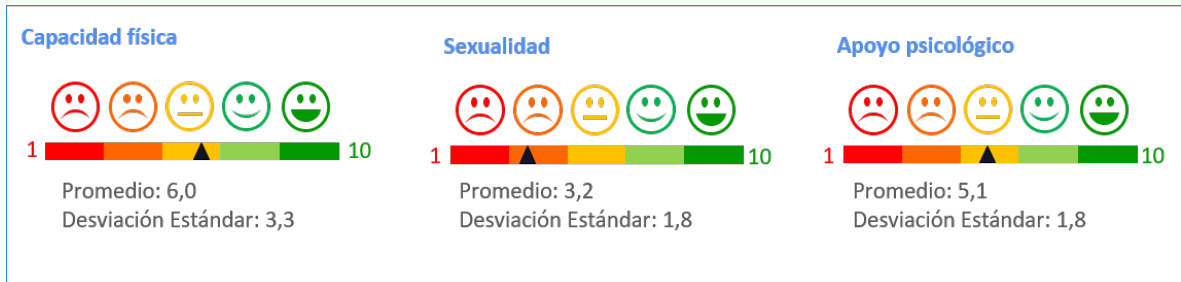 Capacidad física
1 10
Promedio: 6,0
Desviación Estándar: 3,3
Sexualidad
1 10
Promedio: 3,2
Desviación Estándar: 1,8
Apoyo psicológico
1 10
Promedio: 5,1
Desviación Estándar: 1,8